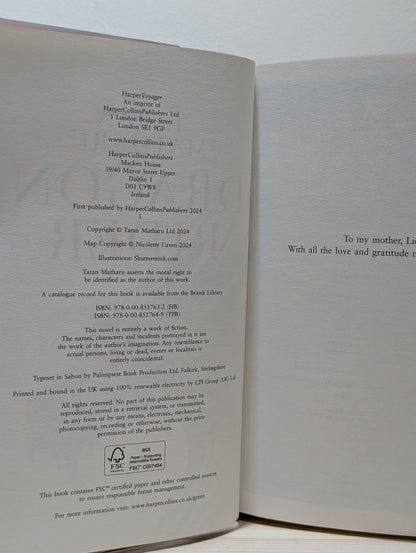 HarperVoyager
An imprint of
HarperCollinsPublishers Ltd
1 London Bridge Street
London SE1 9GF
www.harpercollins.co.uk
HarperCollinsPublishers
Macken House
39/40 Mayor Street Upper
Dublin 1
D01 C9W8
Ireland
First published by HarperCollinsPublishers 2024
1
Copyright © Taran Matharu Ltd 2024
Map Copyright © Nicolette Caven 2024
Illustrations: Shutterstock.com
Taran Matharu asserts the moral right to
be identified as the author of this work.
A catalogue record for this book is available from the British Library
ISBN: 978-0-00-851763-2 (HB)
ISBN: 978-0-00-851764-9 (TPB)
This novel is entirely a work of fiction.
The names, characters and incidents portrayed in it are
the work of the author's imagination. Any resemblance to
actual persons, living or dead, events or localities is
entirely coincidental.
Typeset in Sabon by Palimpsest Book Production Ltd, Falkirk, Stirlingshire
Printed and bound in the UK using 100% renewable electricity by CPI Group (UK) Ltd
All rights reserved. No part of this publication may be
reproduced, stored in a retrieval system, or transmitted,
in any form or by any means, electronic, mechanical,
photocopying, recording or otherwise, without the prior
permission of the publishers.
MIX
Paper | Supporting
responsible forestry
FSC
www.fsc.org
FSC™ C007454
This book contains FSC™ certified paper and other controlled sources
to ensure responsible forest management.
For more information visit: www.harpercollins.co.uk/green
To my mother, Li
With all the love and gratitude